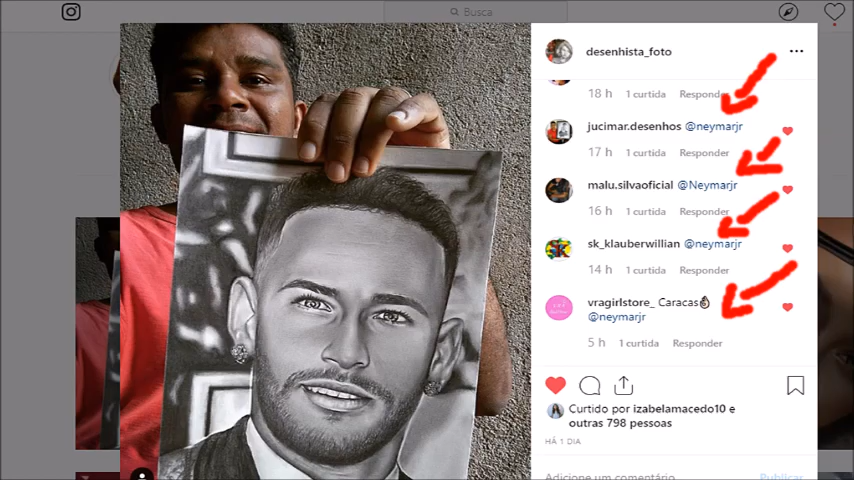 Busca
desenhista_foto
18 h 1 curtida Responder
jucimar.desenhos @neymarjr
17 h 1 curtida Responder
malu.silvaoficial @Neymarjr
16 h 1 curtida Responder
sk_klauberwillian @neymarjr
14 h 1 curtida Responder
vragirlstore_ Caracas👌🏿
@neymarjr
5 h 1 curtida Responder
Curtido por izabelamacedo10 e
outras 798 pessoas
HÁ 1 DIA
Adicione um comentário
Publicar